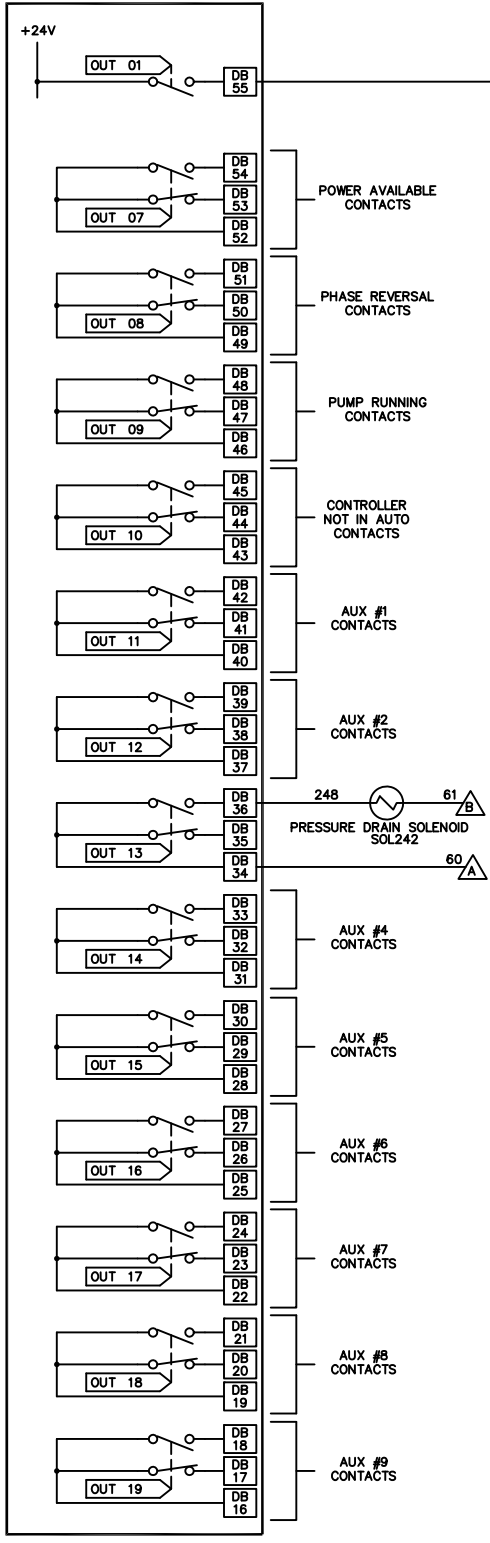 +24V
OUT 01
DB
55
DB
54
DB
53
OUT 07
DB
52
POWER AVAILABLE
CONTACTS
DB
51
DB
50
OUT 08
DB
49
PHASE REVERSAL
CONTACTS
DB
48
DB
47
OUT 09
DB
46
PUMP RUNNING
CONTACTS
DB
45
DB
44
OUT 10
DB
43
CONTROLLER
NOT IN AUTO
CONTACTS
DB
42
DB
41
OUT 11
DB
40
AUX #1
CONTACTS
DB
39
DB
38
OUT 12
DB
37
AUX #2
CONTACTS
DB
36
248
61
B
DB
35
PRESSURE DRAIN SOLENOID
SOL242
OUT 13
DB
34
60
A
DB
33
DB
32
OUT 14
DB
31
AUX #4
CONTACTS
DB
30
DB
29
OUT 15
DB
28
AUX #5
CONTACTS
DB
27
DB
26
OUT 16
DB
25
AUX #6
CONTACTS
DB
24
DB
23
OUT 17
DB
22
AUX #7
CONTACTS
DB
21
DB
20
OUT 18
DB
19
AUX #8
CONTACTS
DB
18
DB
17
OUT 19
DB
16
AUX #9
CONTACTS